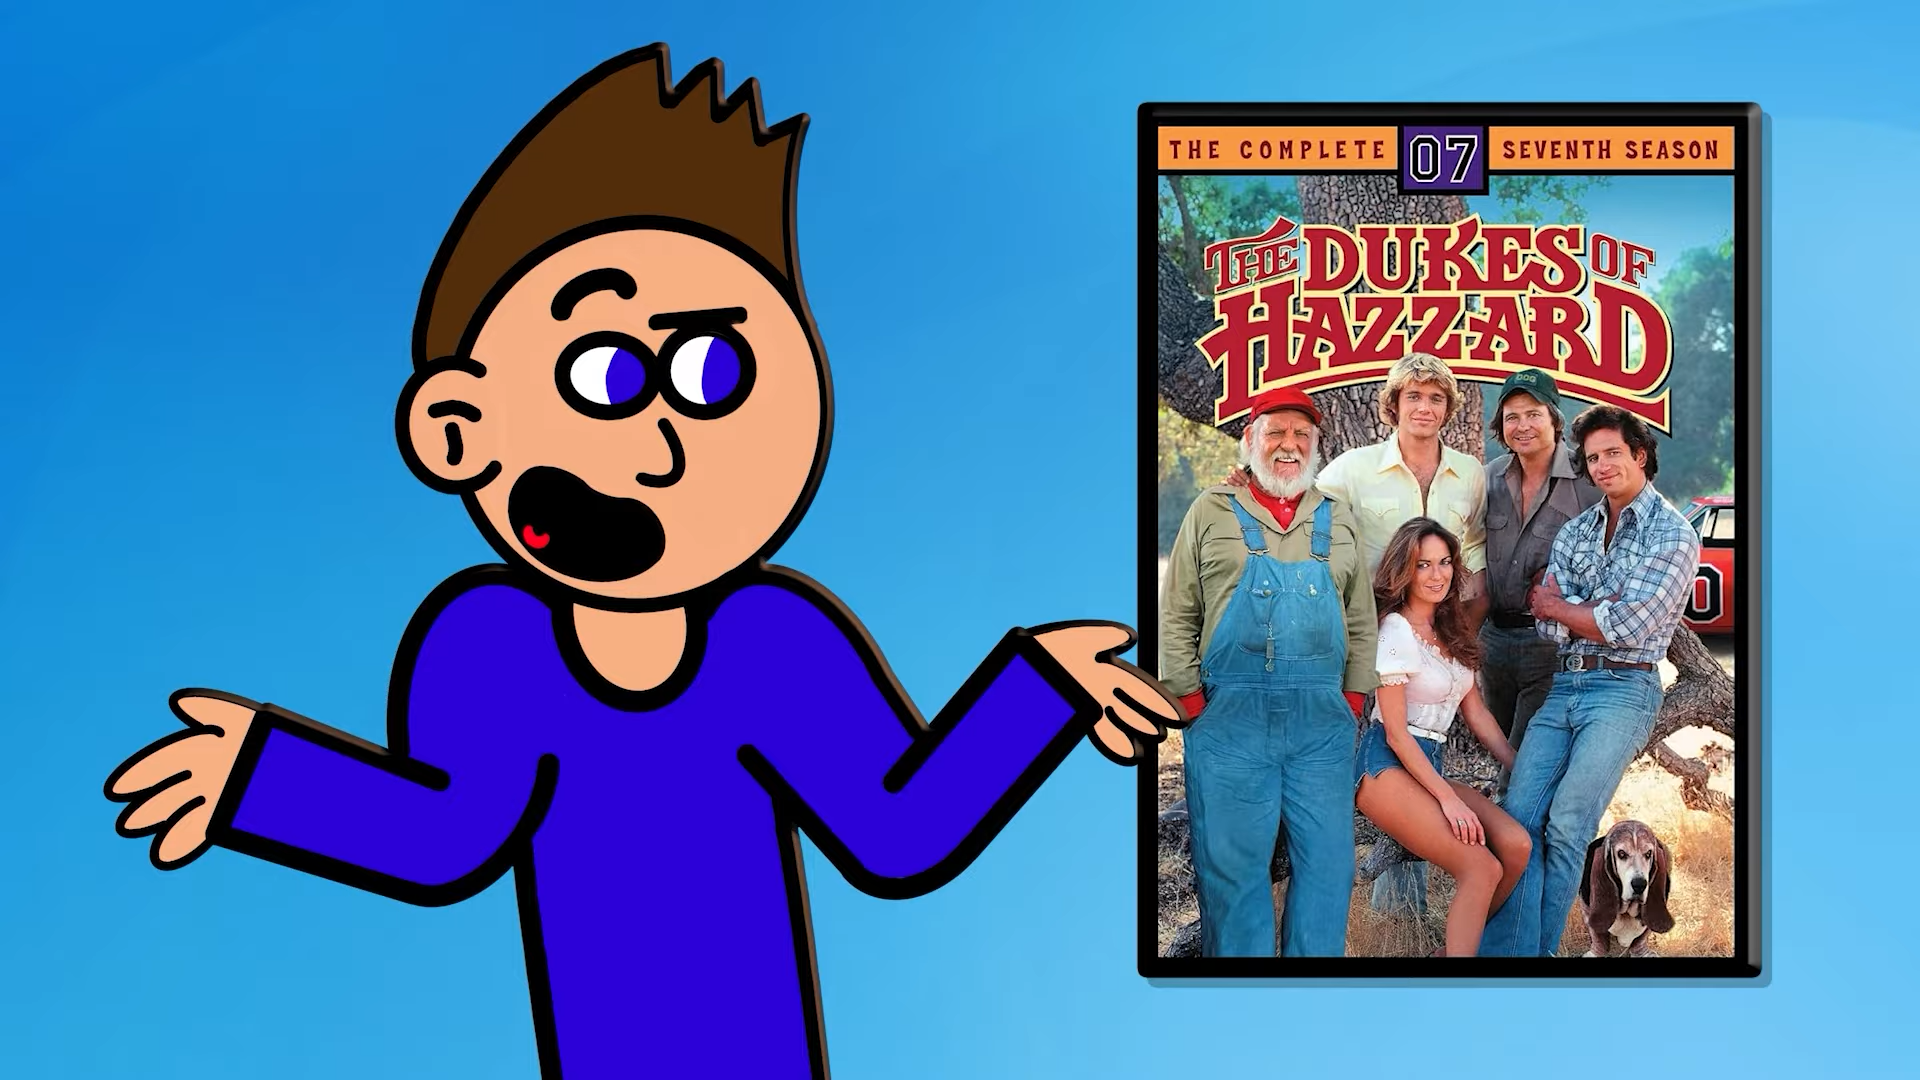 THE COMPLETE 07 SEVENTH SEASON
THE DUKES OF
HAZZARD